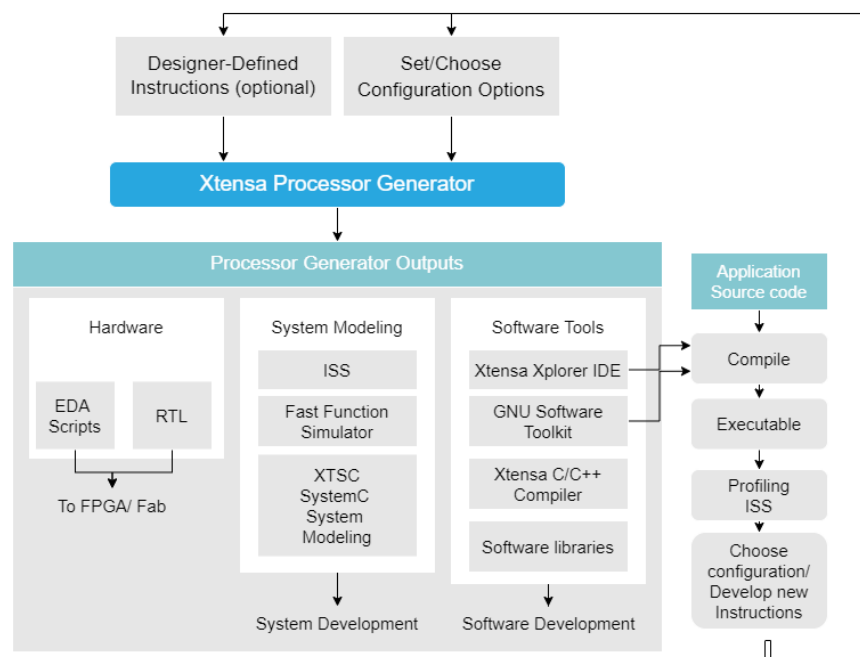 Designer-Defined
Instructions (optional)
Set/Choose
Configuration Options
Xtensa Processor Generator
Processor Generator Outputs
Hardware
EDA
Scripts
RTL
To FPGA/ Fab
System Modeling
ISS
Fast Function
Simulator
XTSC
SystemC
System
Modeling
System Development
Software Tools
Xtensa Xplorer IDE
GNU Software
Toolkit
Xtensa C/C++
Compiler
Software libraries
Software Development
Application
Source code
Compile
Executable
Profiling
ISS
Choose
configuration/
Develop new
Instructions